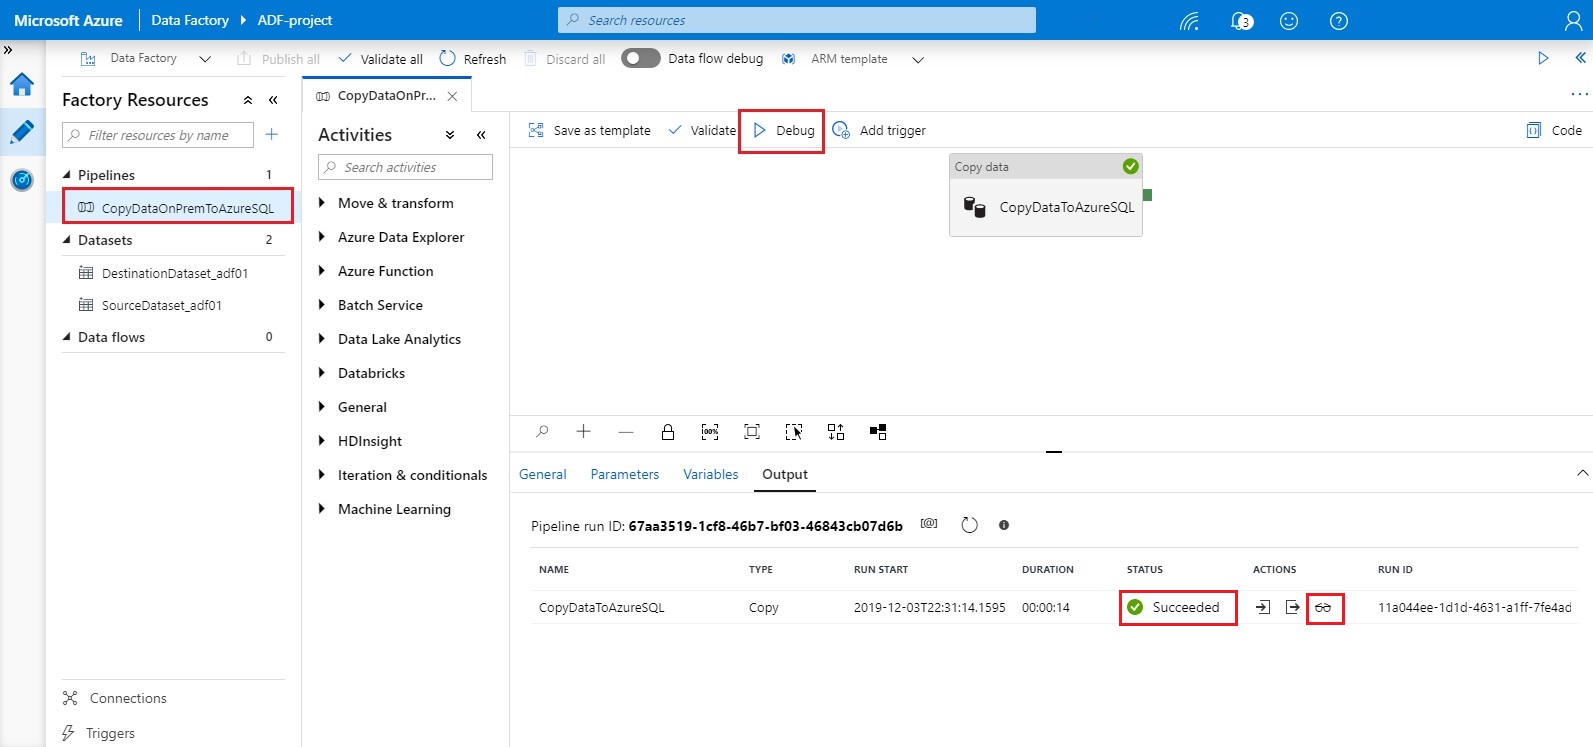 Microsoft Azure
Data Factory
ADF-project
Search resources
3
Data Factory
Publish all
Validate all
Refresh
Discard all
Data flow debug
ARM template
Factory Resources
Filter resources by name
Pipelines 1
CopyDataOnPremToAzureSQL
Datasets 2
DestinationDataset_adf01
SourceDataset_adf01
Data flows 0
Connections
Triggers
CopyDataOnPr...
Activities
Search activities
Move & transform
Azure Data Explorer
Azure Function
Batch Service
Data Lake Analytics
Databricks
General
HDInsight
Iteration & conditionals
Machine Learning
Save as template
Validate
Debug
Add trigger
Code
Copy data
CopyDataToAzureSQL
100%
General
Parameters
Variables
Output
Pipeline run ID: 67aa3519-1cf8-46b7-bf03-46843cb07d6b [@]
NAME TYPE RUN START DURATION STATUS ACTIONS RUN ID
CopyDataToAzureSQL Copy 2019-12-03T22:31:14.1595 00:00:14 Succeeded 11a044ee-1d1d-4631-a1ff-7fe4ad